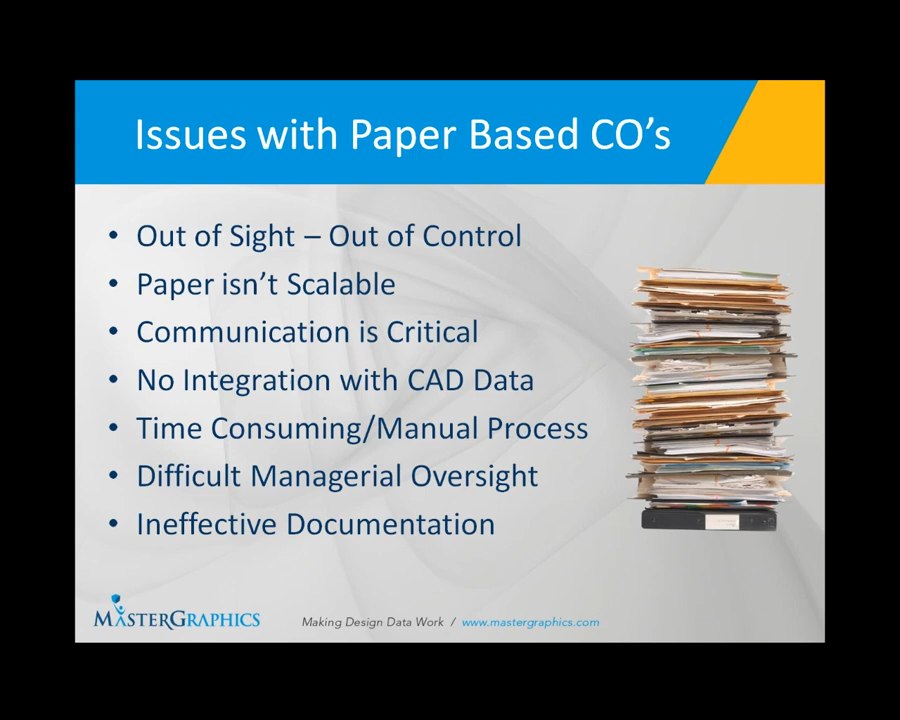 Issues with Paper Based CO’s
• Out of Sight – Out of Control
• Paper isn’t Scalable
• Communication is Critical
• No Integration with CAD Data
• Time Consuming/Manual Process
• Difficult Managerial Oversight
• Ineffective Documentation
MASTERGRAPHICS
Making Design Data Work / www.mastergraphics.com